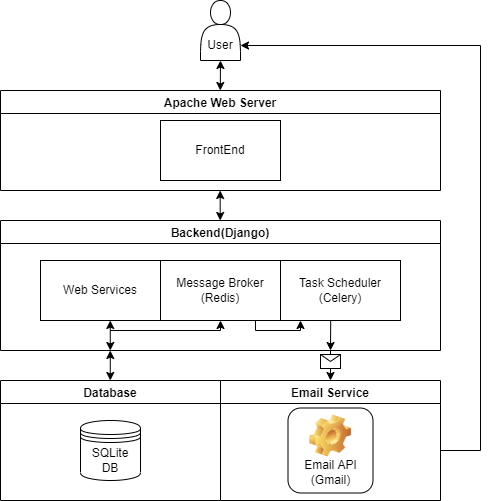 User
Apache Web Server
FrontEnd
Backend(Django)
Web Services
Message Broker
(Redis)
Task Scheduler
(Celery)
Database
Email Service
SQLite
DB
Email API
(Gmail)